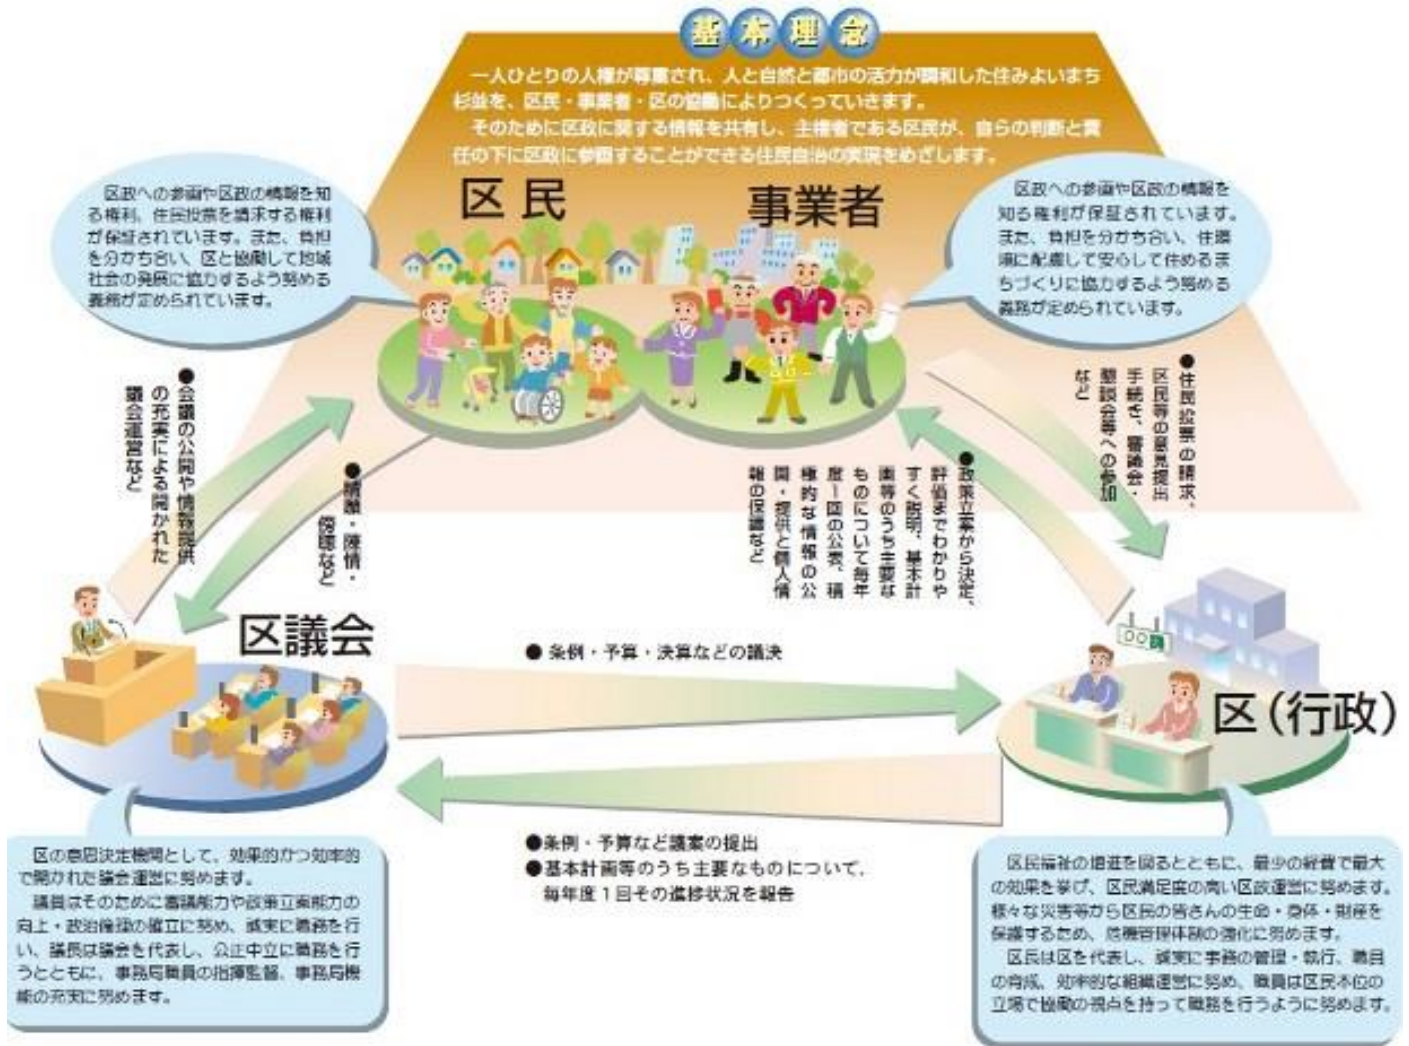 基本理念
一人ひとりの人権が尊重され、人と自然と都市の活力が調和した住みよいまち
杉並を、区民・事業者・区の協働によりつくっていきます。
そのために区政に関する情報を共有し、主権者である区民が、自らの判断と責
任の下に区政に参画することができる住民自治の実現をめざします。
区民
事業者
区政への参画や区政の情報を知
る権利、住民投票を請求する権利
が保証されています。また、負担
を分かち合い、区と協働して地域
社会の発展に協力するよう努める
義務が定められています。
区政への参画や区政の情報を
知る権利が保証されています。
また、負担を分かち合い、住環
境に配慮して安心して住めるま
ちづくりに協力するよう努める
義務が定められています。
●会議の公開や情報提供
の充実による開かれた
議会運営など
●請願・陳情・
傍聴など
●政策立案から決定、
評価までわかりや
すく説明、基本計
画等のうち主要な
ものについて毎年
度一回の公表、積
極的な情報の公
開・提供と個人情
報の保護など
●住民投票の請求、
区民等の意見提出
手続き、審議会・
懇談会等への参加
など
区議会
●条例・予算・決算などの議決
区(行政)
●条例・予算など議案の提出
●基本計画等のうち主要なものについて、
毎年度1回その進捗状況を報告
区の意思決定機関として、効果的かつ効率的
で開かれた議会運営に努めます。
議員はそのために審議能力や政策立案能力の
向上・政治倫理の確立に努め、誠実に職務を行
い、議長は議会を代表し、公正中立に職務を行
うとともに、事務局職員の指揮監督、事務局機
能の充実に努めます。
区民福祉の増進を図るとともに、最少の経費で最大
の効果を挙げ、区民満足度の高い区政運営に努めます。
様々な災害等から区民の皆さんの生命・身体・財産を
保護するため、危機管理体制の強化に努めます。
区長は区を代表し、誠実に事務の管理・執行、職員
の育成、効率的な組織運営に努め、職員は区民本位の
立場で協働の視点を持って職務を行うように努めます。